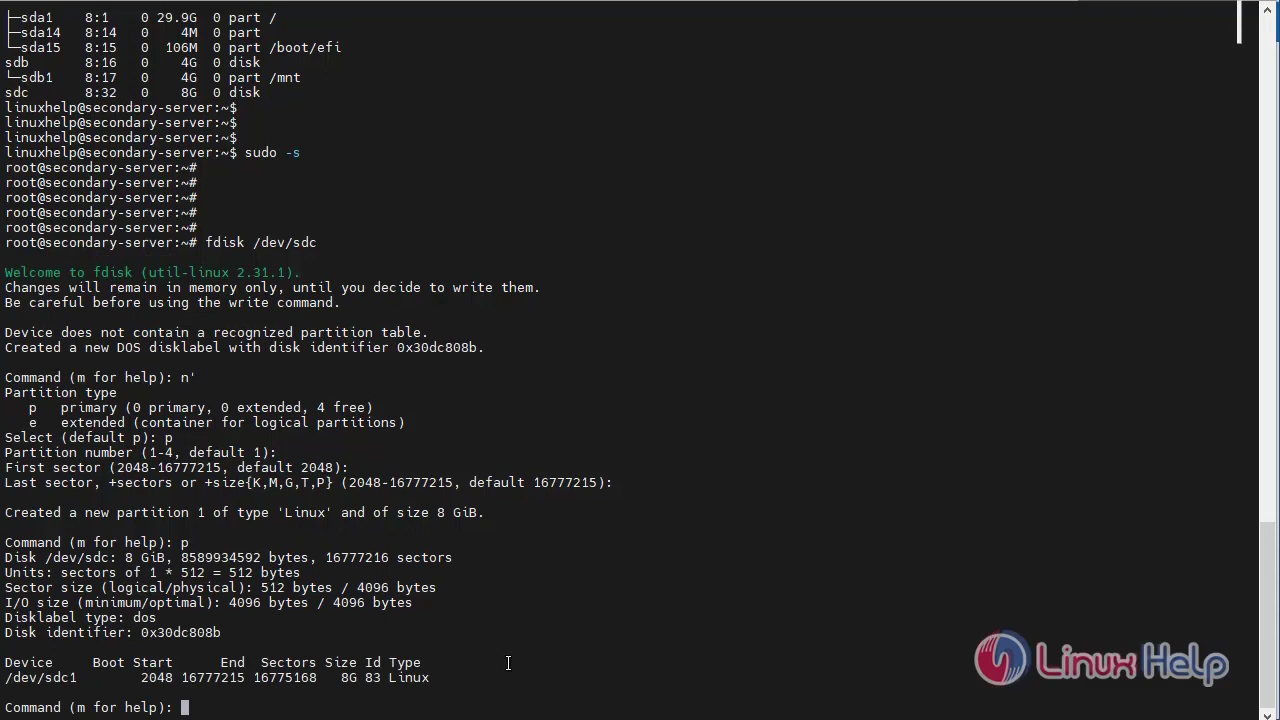 ├─sda1    8:1    0 29.9G  0 part /
├─sda14   8:14   0    4M  0 part
└─sda15   8:15   0  106M  0 part /boot/efi
sdb       8:16   0    4G  0 disk
└─sdb1    8:17   0    4G  0 part /mnt
sdc       8:32   0    8G  0 disk
linuxhelp@secondary-server:~$
linuxhelp@secondary-server:~$
linuxhelp@secondary-server:~$
linuxhelp@secondary-server:~$ sudo -s
root@secondary-server:~#
root@secondary-server:~#
root@secondary-server:~#
root@secondary-server:~#
root@secondary-server:~#
root@secondary-server:~# fdisk /dev/sdc
Welcome to fdisk (util-linux 2.31.1).
Changes will remain in memory only, until you decide to write them.
Be careful before using the write command.
Device does not contain a recognized partition table.
Created a new DOS disklabel with disk identifier 0x30dc808b.
Command (m for help): n'
Partition type
   p   primary (0 primary, 0 extended, 4 free)
   e   extended (container for logical partitions)
Select (default p): p
Partition number (1-4, default 1):
First sector (2048-16777215, default 2048):
Last sector, +sectors or +size{K,M,G,T,P} (2048-16777215, default 16777215):
Created a new partition 1 of type 'Linux' and of size 8 GiB.
Command (m for help): p
Disk /dev/sdc: 8 GiB, 8589934592 bytes, 16777216 sectors
Units: sectors of 1 * 512 = 512 bytes
Sector size (logical/physical): 512 bytes / 4096 bytes
I/O size (minimum/optimal): 4096 bytes / 4096 bytes
Disklabel type: dos
Disk identifier: 0x30dc808b
Device     Boot Start      End  Sectors Size Id Type
/dev/sdc1        2048 16777215 16775168   8G 83 Linux
Command (m for help):
Linux Help